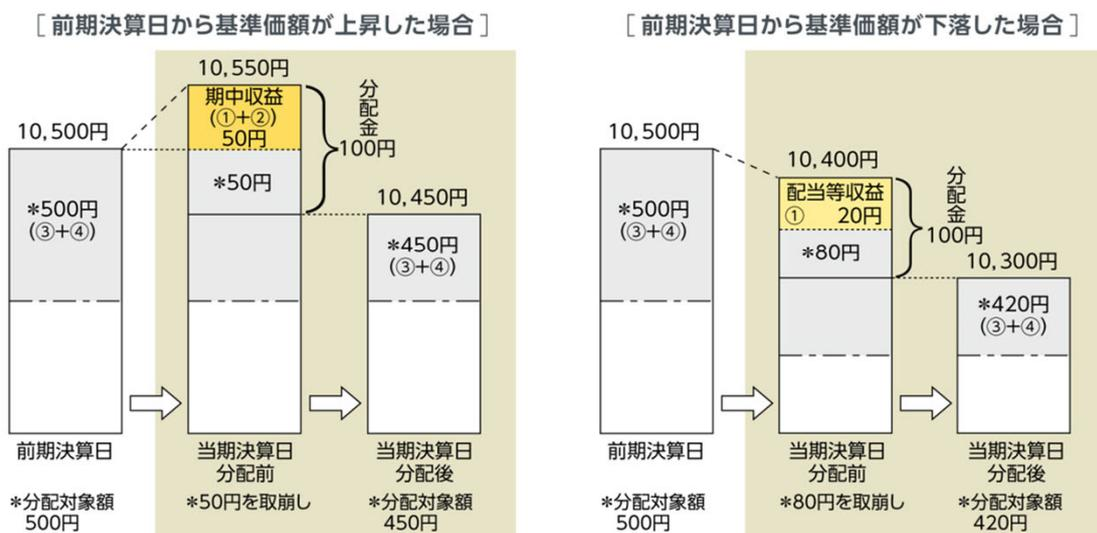 [ 前期決算日から基準価額が上昇した場合 ]
10,550円
期中収益
(①+②)
50円
分配金
100円
10,500円
*500円
(③+④)
*50円
10,450円
*450円
(③+④)
前期決算日
当期決算日
分配前
当期決算日
分配後
*分配対象額
500円
*50円を取崩し
*分配対象額
450円
[ 前期決算日から基準価額が下落した場合 ]
10,500円
*500円
(③+④)
10,400円
配当等収益
① 20円
*80円
分配金
100円
10,300円
*420円
(③+④)
前期決算日
当期決算日
分配前
当期決算日
分配後
*分配対象額
500円
*80円を取崩し
*分配対象額
420円